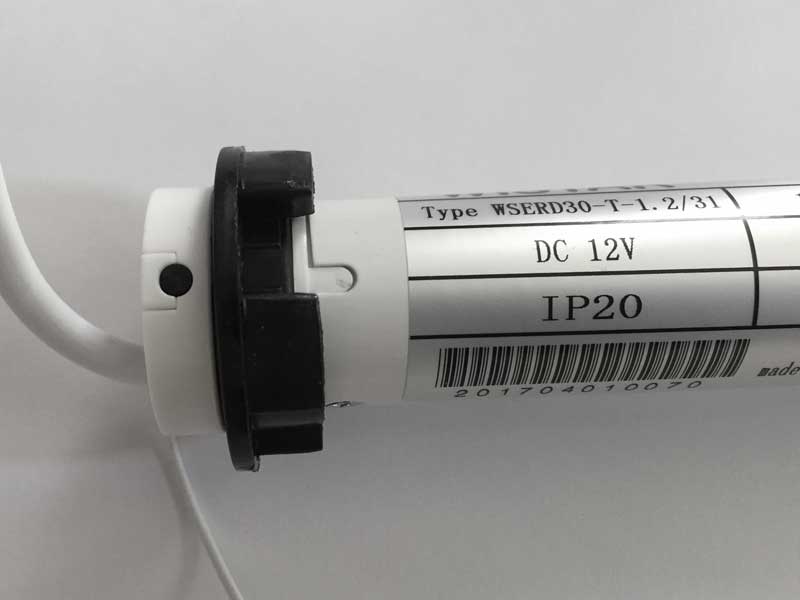 Type WSERD30-T-1.2/31
DC 12V
IP20
201704010070
made